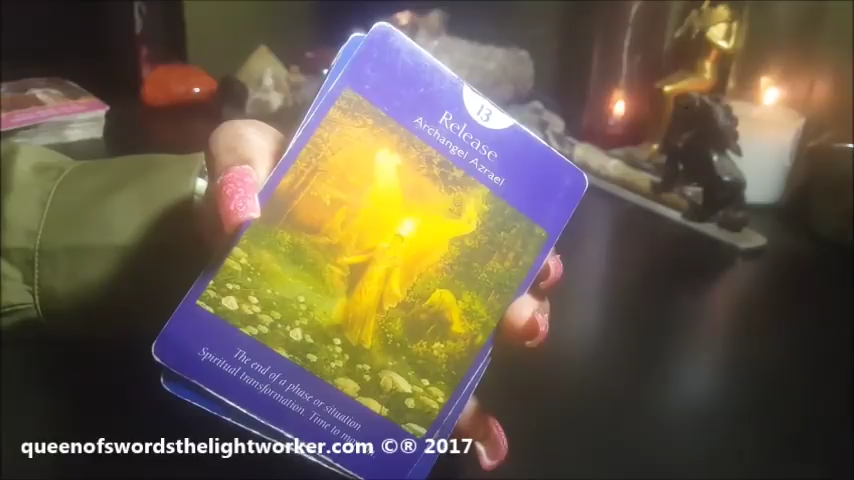 13
Release
Archangel Azrael
The end of a phase or situation.
Spiritual transformation. Time to
queenofswordsthelightworker.com ©® 2017